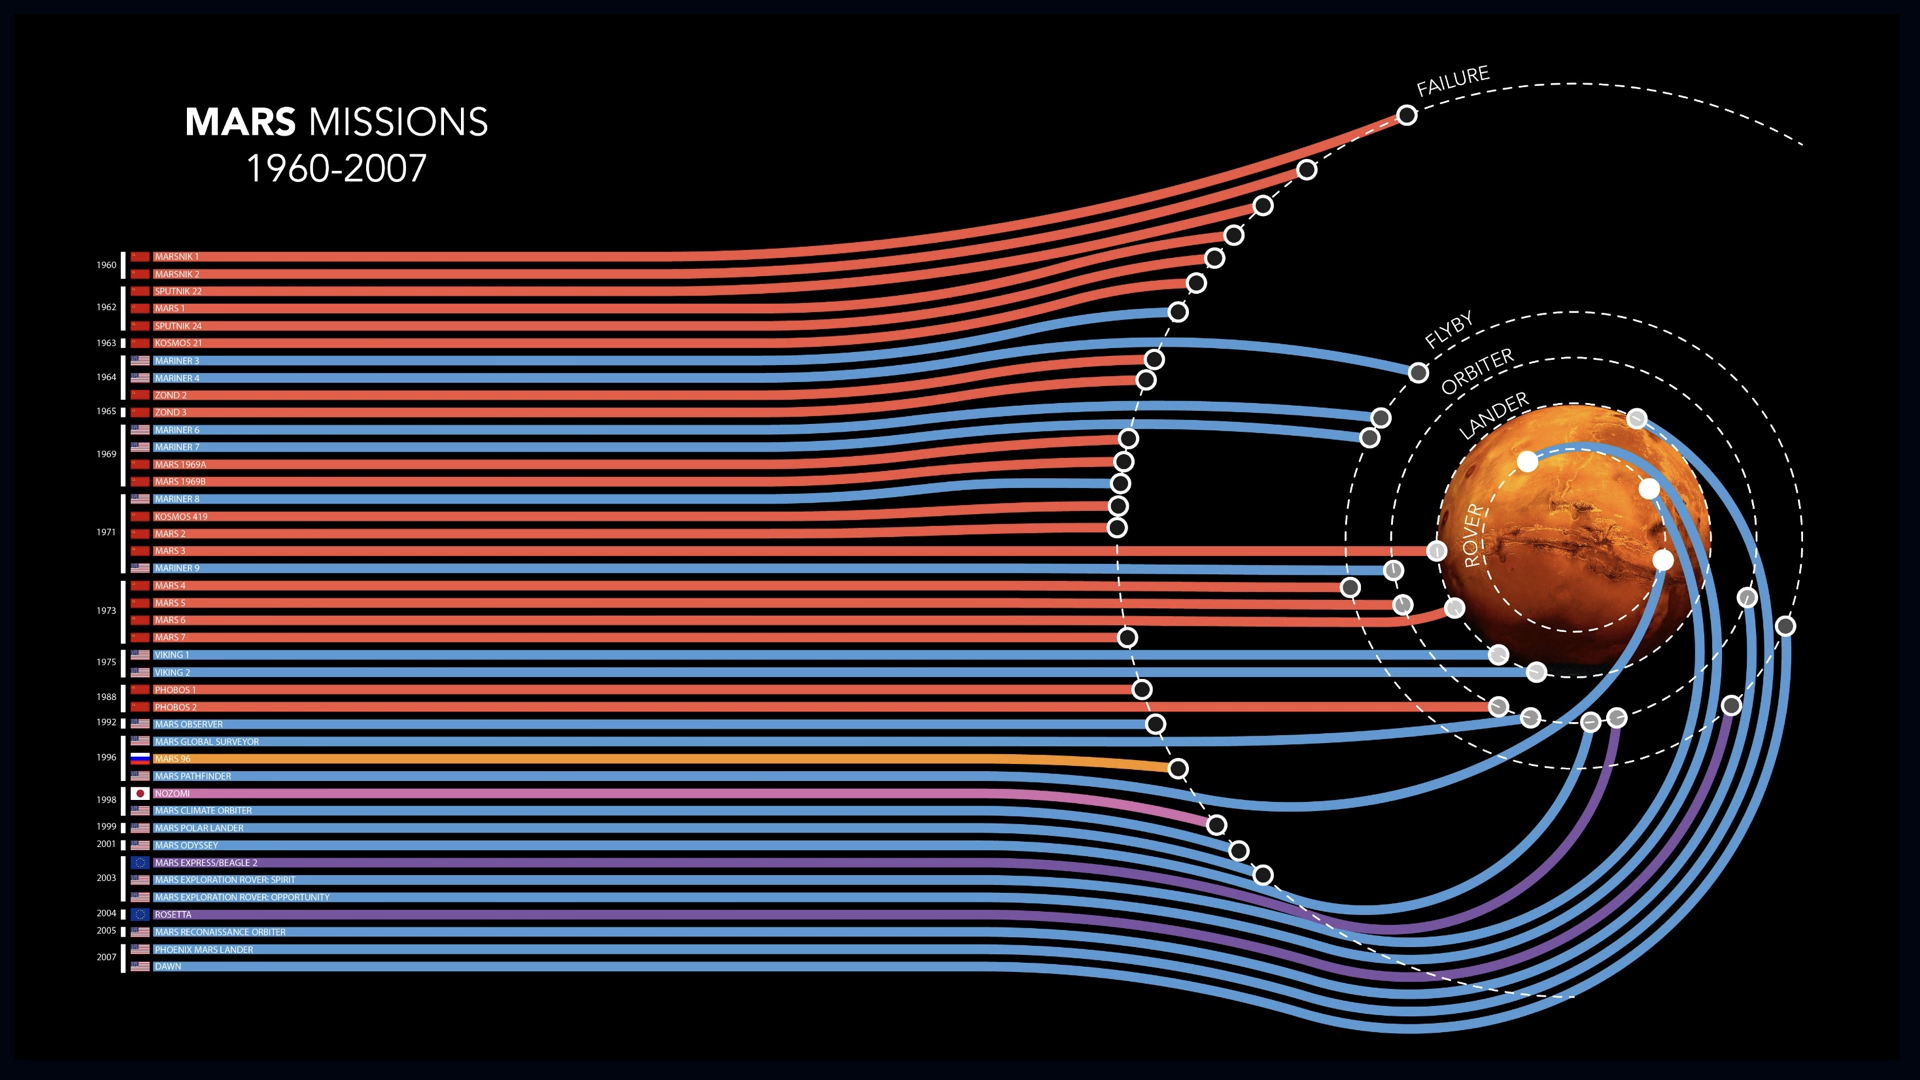 MARS MISSIONS
1960-2007
FAILURE
FLYBY
ORBITER
LANDER
ROVER
1960
MARSNIK 1
MARSNIK 2
1962
SPUTNIK 22
MARS 1
SPUTNIK 24
1963
KOSMOS 21
1964
MARINER 3
MARINER 4
ZOND 2
1965
ZOND 3
1969
MARINER 6
MARINER 7
MARS 1969A
MARS 1969B
1971
MARINER 8
KOSMOS 419
MARS 2
MARS 3
MARINER 9
1973
MARS 4
MARS 5
MARS 6
MARS 7
1975
VIKING 1
VIKING 2
1988
PHOBOS 1
PHOBOS 2
1992
MARS OBSERVER
1996
MARS GLOBAL SURVEYOR
MARS 96
MARS PATHFINDER
1998
NOZOMI
MARS CLIMATE ORBITER
1999
MARS POLAR LANDER
2001
MARS ODYSSEY
2003
MARS EXPRESS/BEAGLE 2
MARS EXPLORATION ROVER: SPIRIT
MARS EXPLORATION ROVER: OPPORTUNITY
2004
ROSETTA
2005
MARS RECONAISSANCE ORBITER
2007
PHOENIX MARS LANDER
DAWN